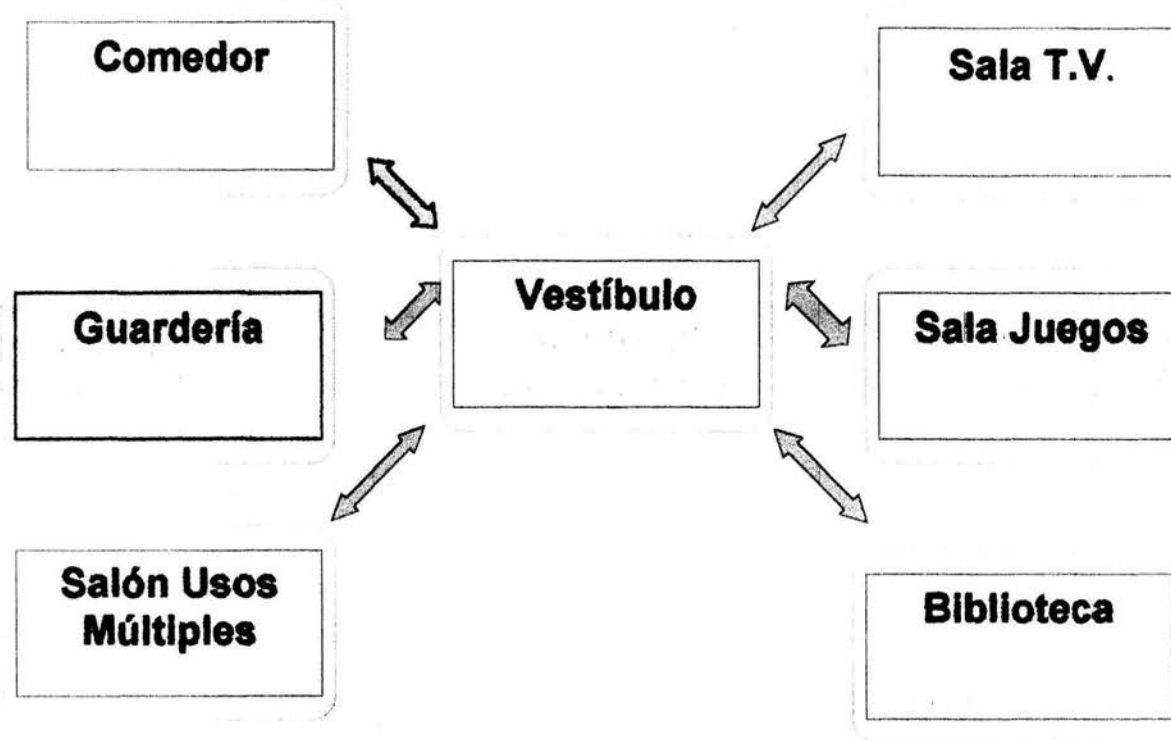 Comedor
Sala T.V.
Vestíbulo
Guardería
Sala Juegos
Salón Usos
Múltiples
Biblioteca